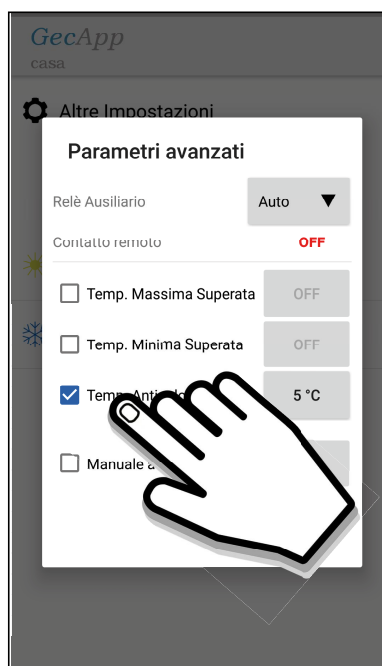 GecApp
casa
Altre Impostazioni
Parametri avanzati
Relè Ausiliario
Auto ▼
Contatto remoto
OFF
Temp. Massima Superata
OFF
Temp. Minima Superata
OFF
Temp.
5 °C
Manuale